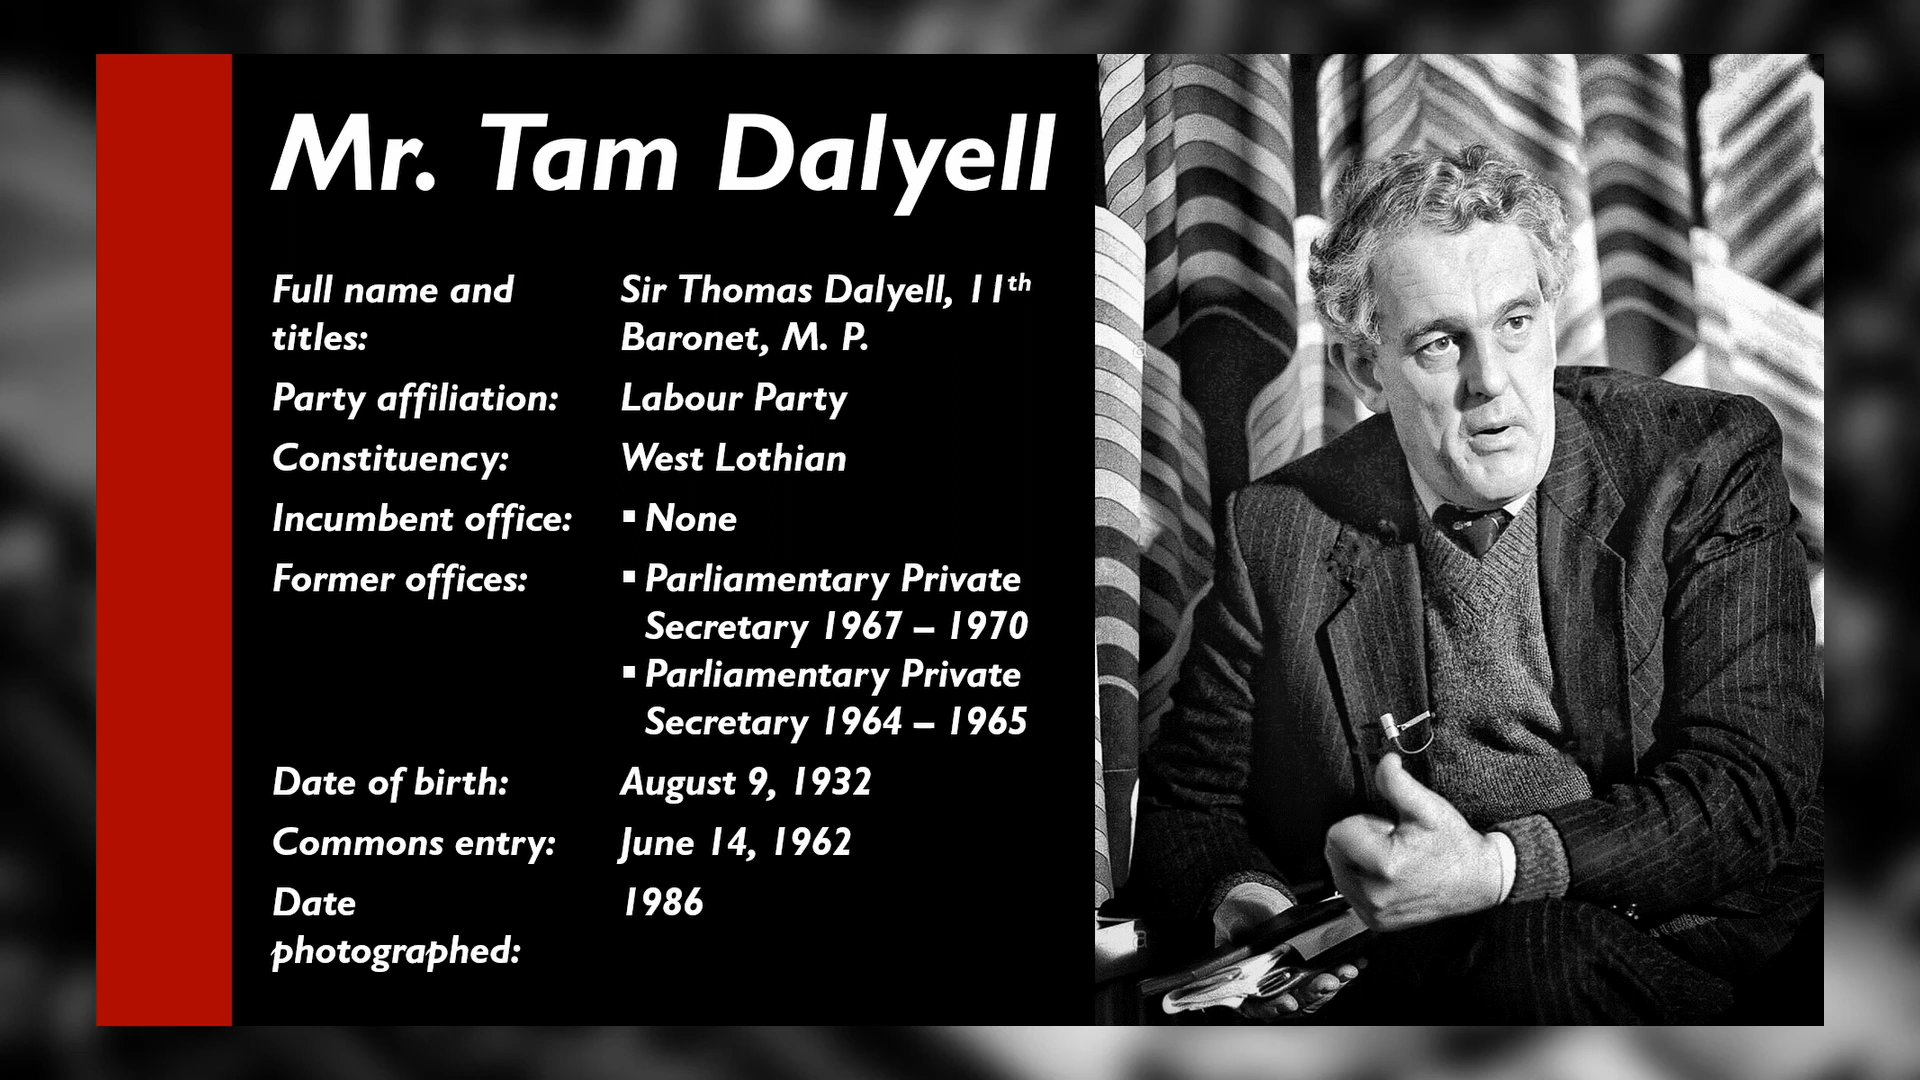 Mr. Tam Dalyell
Full name and titles:
Sir Thomas Dalyell, 11th
Baronet, M. P.
Party affiliation:
Labour Party
Constituency:
West Lothian
Incumbent office:
▪ None
Former offices:
▪ Parliamentary Private
Secretary 1967 – 1970
▪ Parliamentary Private
Secretary 1964 – 1965
Date of birth:
August 9, 1932
Commons entry:
June 14, 1962
Date
photographed:
1986
a
a